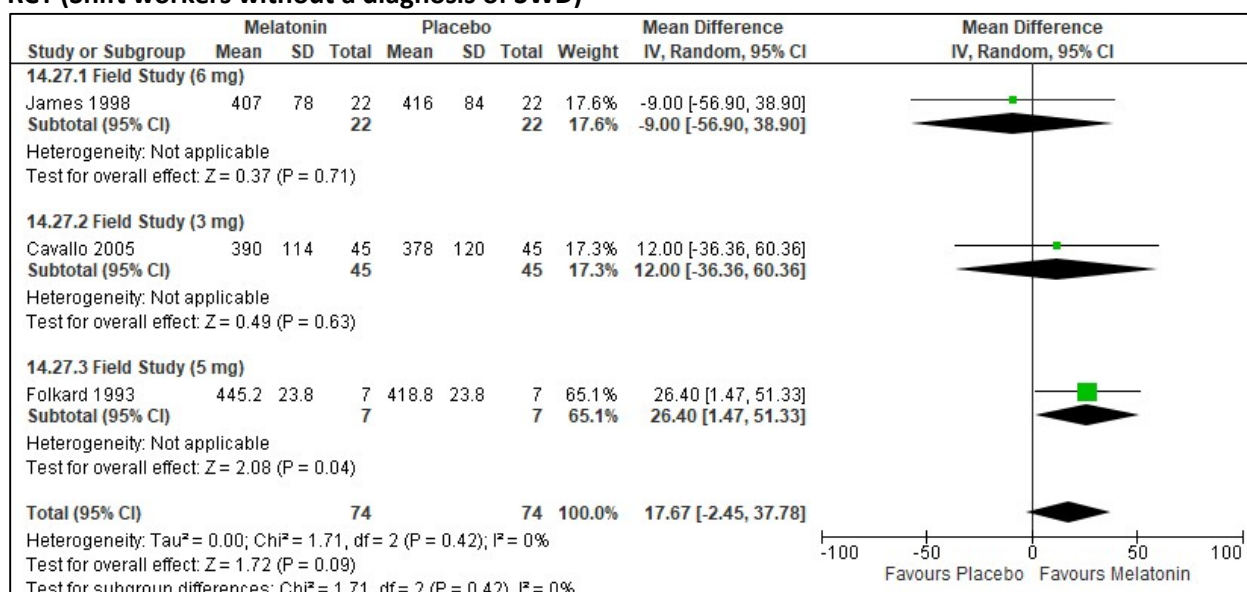 RCT (Shift workers without a diagnosis of SWD)
Melatonin Placebo Mean Difference Mean Difference
Study or Subgroup Mean SD Total Mean SD Total Weight IV, Random, 95% CI IV, Random, 95% CI
14.27.1 Field Study (6 mg)
James 1998 407 78 22 416 84 22 17.6% -9.00 [-56.90, 38.90]
Subtotal (95% CI) 22 22 17.6% -9.00 [-56.90, 38.90]
Heterogeneity: Not applicable
Test for overall effect: Z = 0.37 (P = 0.71)
14.27.2 Field Study (3 mg)
Cavallo 2005 390 114 45 378 120 45 17.3% 12.00 [-36.36, 60.36]
Subtotal (95% CI) 45 45 17.3% 12.00 [-36.36, 60.36]
Heterogeneity: Not applicable
Test for overall effect: Z = 0.49 (P = 0.63)
14.27.3 Field Study (5 mg)
Folkard 1993 445.2 23.8 7 418.8 23.8 7 65.1% 26.40 [1.47, 51.33]
Subtotal (95% CI) 7 7 65.1% 26.40 [1.47, 51.33]
Heterogeneity: Not applicable
Test for overall effect: Z = 2.08 (P = 0.04)
Total (95% CI) 74 74 100.0% 17.67 [-2.45, 37.78]
Heterogeneity: Tau² = 0.00; Chi² = 1.71, df = 2 (P = 0.42); I² = 0%
Test for overall effect: Z = 1.72 (P = 0.09)
Test for subgroup differences: Chi² = 1.71, df = 2 (P = 0.42), I² = 0%
-100 -50 0 50 100
Favours Placebo Favours Melatonin